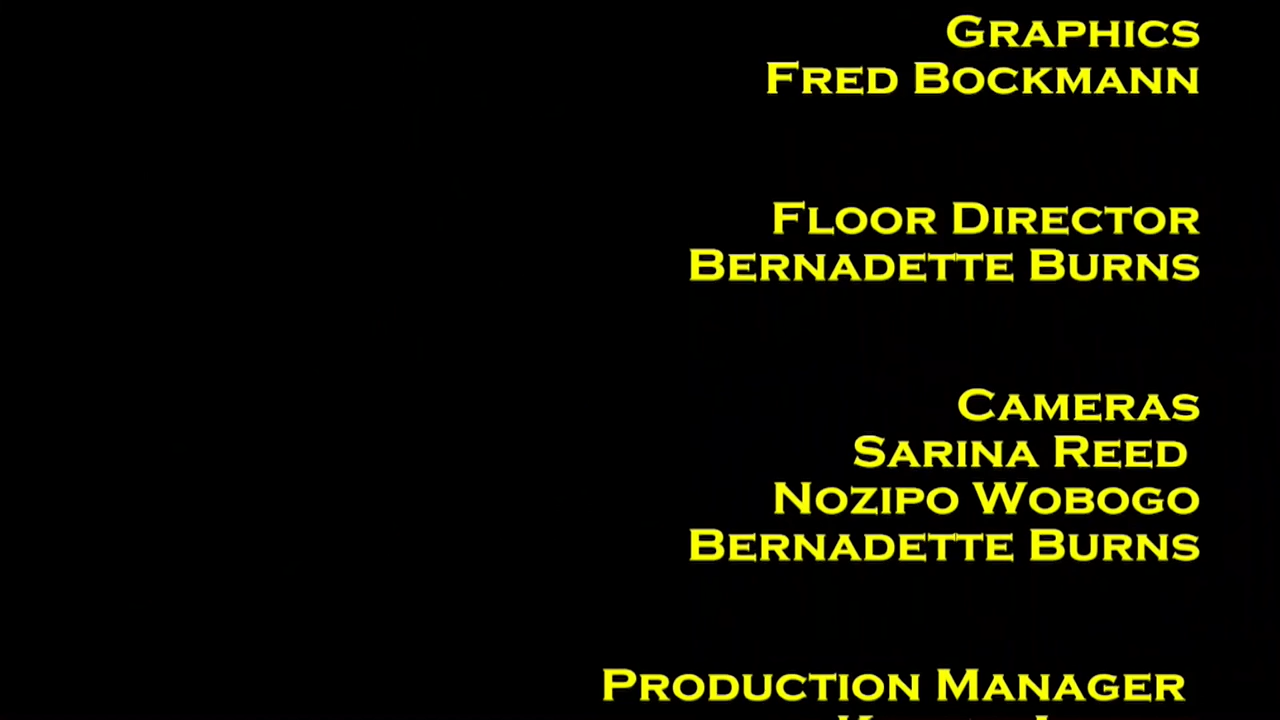 Graphics
Fred Bockmann
Floor Director
Bernadette Burns
Cameras
Sarina Reed
Nozipo Wobogo
Bernadette Burns
Production Manager